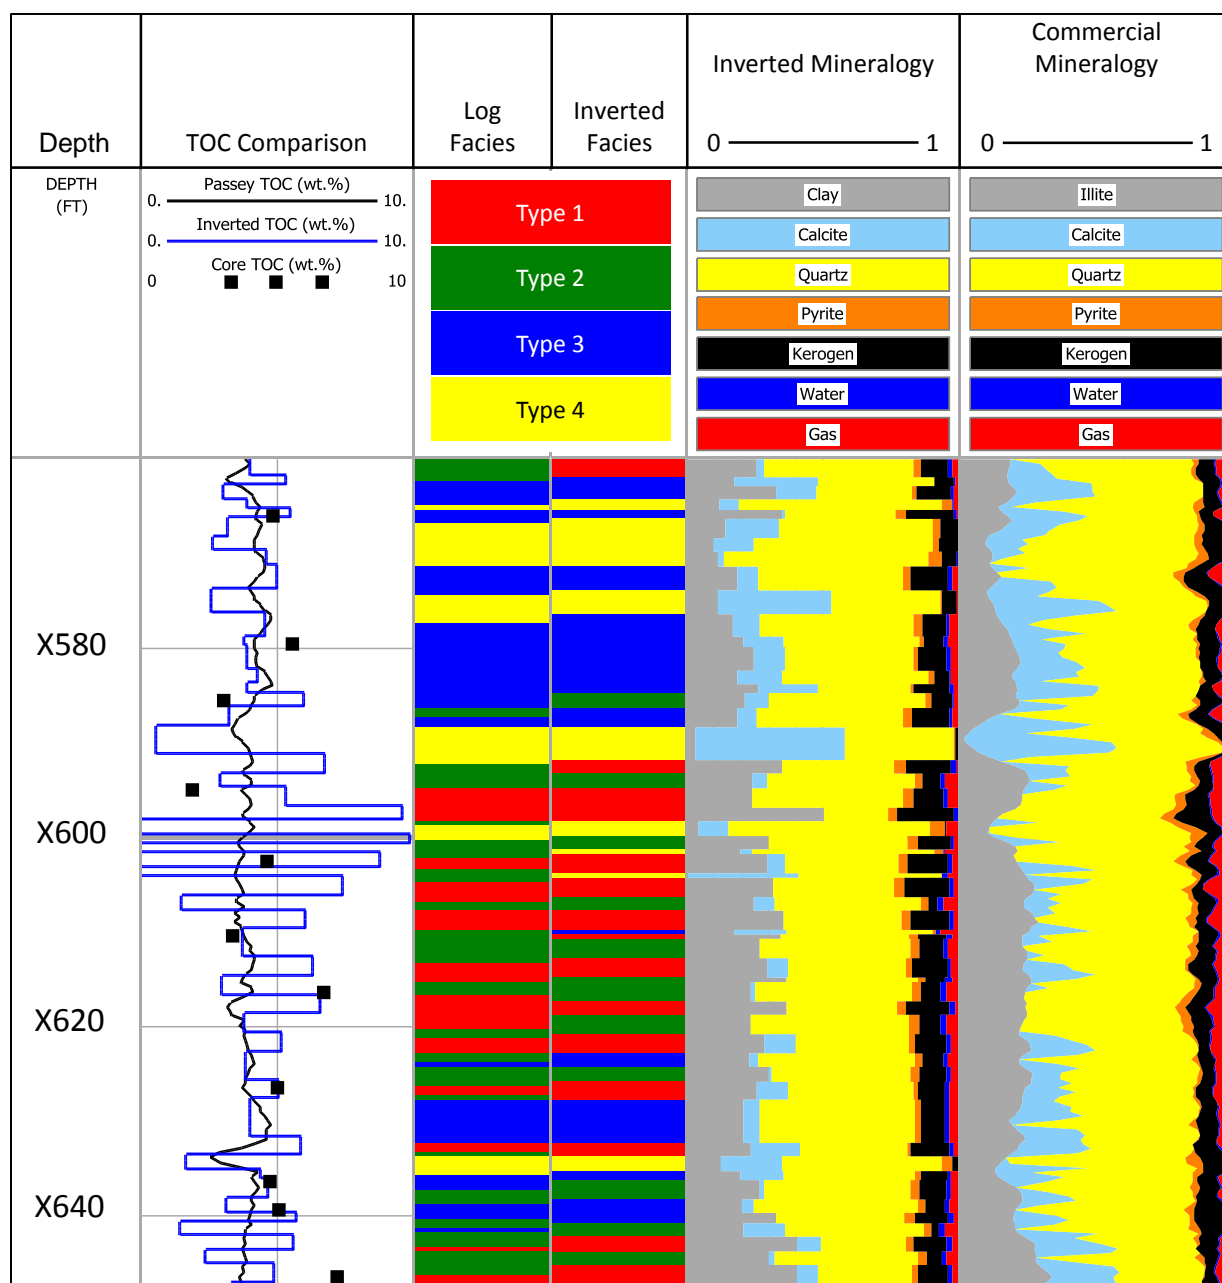 Depth
TOC Comparison
Log
Facies
Inverted
Facies
Inverted Mineralogy
0 1
Commercial
Mineralogy
0 1
DEPTH
(FT)
Passey TOC (wt.%)
0. 10.
Inverted TOC (wt.%)
0. 10.
Core TOC (wt.%)
0 10
Type 1
Type 2
Type 3
Type 4
Clay
Calcite
Quartz
Pyrite
Kerogen
Water
Gas
Illite
Calcite
Quartz
Pyrite
Kerogen
Water
Gas
X580
X600
X620
X640